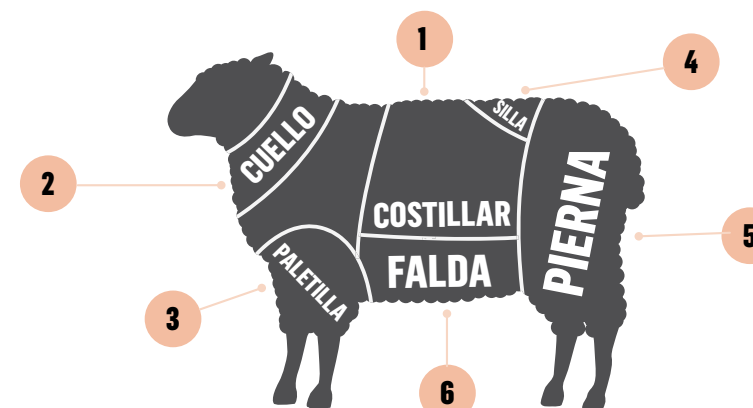 1
4
SILLA
CUELLO
2
PIERNA
COSTILLAR
5
PALETILLA
FALDA
3
6